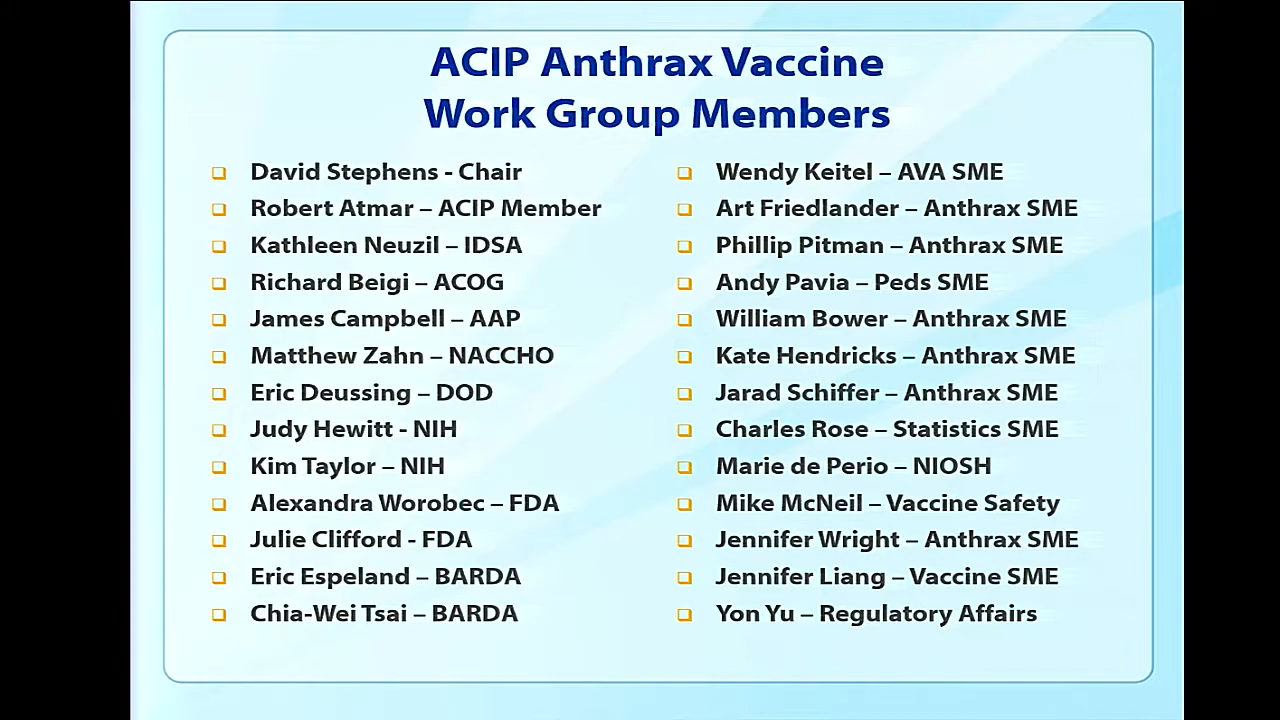 ACIP Anthrax Vaccine
Work Group Members
David Stephens - Chair
Robert Atmar – ACIP Member
Kathleen Neuzil – IDSA
Richard Beigi – ACOG
James Campbell – AAP
Matthew Zahn – NACCHO
Eric Deussing – DOD
Judy Hewitt - NIH
Kim Taylor – NIH
Alexandra Worobec – FDA
Julie Clifford - FDA
Eric Espeland – BARDA
Chia-Wei Tsai – BARDA
Wendy Keitel – AVA SME
Art Friedlander – Anthrax SME
Phillip Pitman – Anthrax SME
Andy Pavia – Peds SME
William Bower – Anthrax SME
Kate Hendricks – Anthrax SME
Jarad Schiffer – Anthrax SME
Charles Rose – Statistics SME
Marie de Perio – NIOSH
Mike McNeil – Vaccine Safety
Jennifer Wright – Anthrax SME
Jennifer Liang – Vaccine SME
Yon Yu – Regulatory Affairs